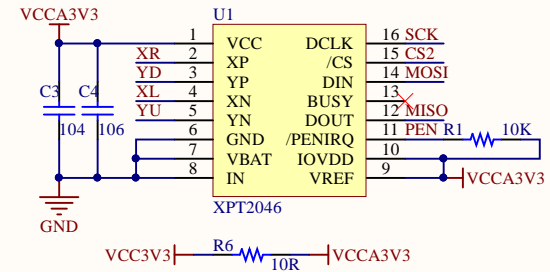 VCCA3V3
U1
1 VCC DCLK 16 SCK
XR 2 XP /CS 15 CS2
YD 3 YP DIN 14 MOSI
C3 C4 XL 4 XN BUSY 13
104 106 YU 5 YN DOUT 12 MISO
6 GND /PENIRQ 11 PEN R1 10K
7 VBAT IOVDD 10
8 IN VREF 9 VCCA3V3
GND
XPT2046
VCC3V3 R6 10R VCCA3V3